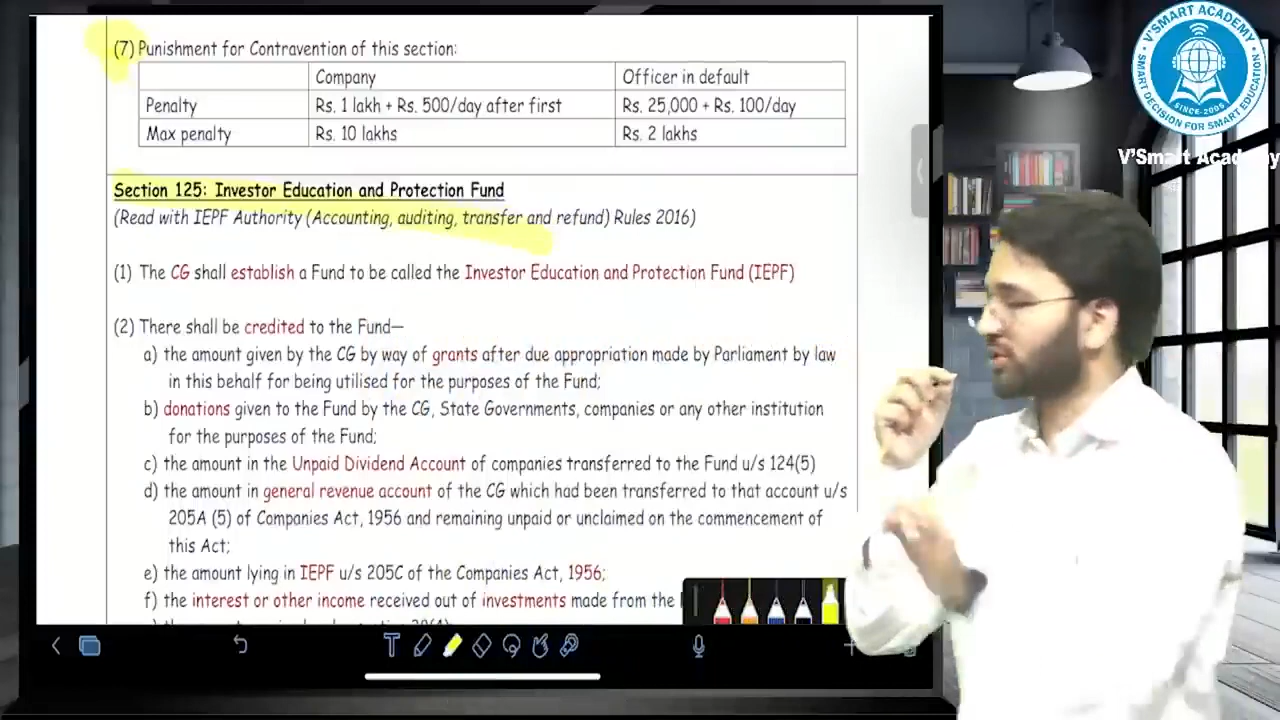 (7) Punishment for Contravention of this section:
Company Officer in default
Penalty Rs. 1 lakh + Rs. 500/day after first Rs. 25,000 + Rs. 100/day
Max penalty Rs. 10 lakhs Rs. 2 lakhs
Section 125: Investor Education and Protection Fund
(Read with IEPF Authority (Accounting, auditing, transfer and refund) Rules 2016)
(1) The CG shall establish a Fund to be called the Investor Education and Protection Fund (IEPF)
(2) There shall be credited to the Fund—
a) the amount given by the CG by way of grants after due appropriation made by Parliament by law
in this behalf for being utilised for the purposes of the Fund;
b) donations given to the Fund by the CG, State Governments, companies or any other institution
for the purposes of the Fund;
c) the amount in the Unpaid Dividend Account of companies transferred to the Fund u/s 124(5)
d) the amount in general revenue account of the CG which had been transferred to that account u/s
205A (5) of Companies Act, 1956 and remaining unpaid or unclaimed on the commencement of
this Act;
e) the amount lying in IEPF u/s 205C of the Companies Act, 1956;
f) the interest or other income received out of investments made from the
V'SMART ACADEMY
SINCE-2005
SMART DECISION FOR SMART EDUCATION
V'Smart Academy